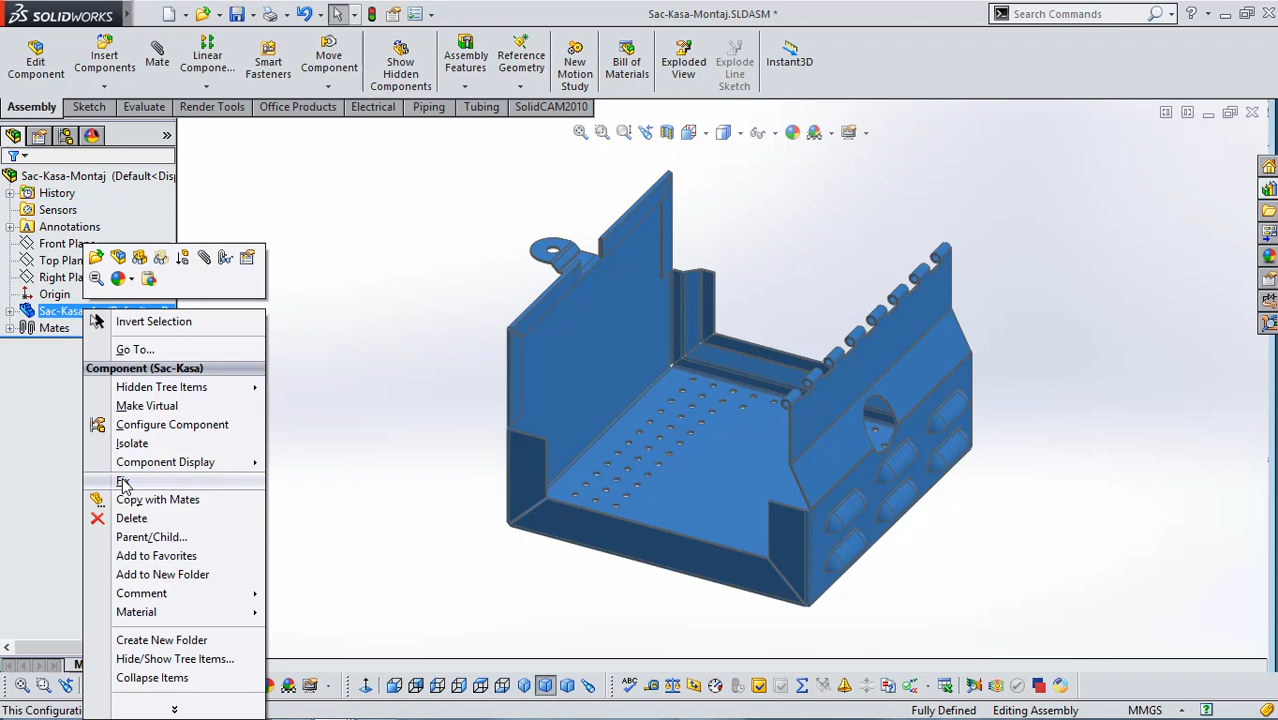 SOLIDWORKS
Sac-Kasa-Montaj.SLDASM *
Search Commands
Edit Component
Insert Components
Mate
Linear Compone...
Smart Fasteners
Move Component
Show Hidden Components
Assembly Features
Reference Geometry
New Motion Study
Bill of Materials
Exploded View
Explode Line Sketch
Instant3D
Assembly
Sketch
Evaluate
Render Tools
Office Products
Electrical
Piping
Tubing
SolidCAM2010
Sac-Kasa-Montaj (Default<Disp
History
Sensors
Annotations
Front Plane
Top Plan
Right Pla
Origin
Sac-Kasa
Mates
Invert Selection
Go To...
Component (Sac-Kasa)
Hidden Tree Items
Make Virtual
Configure Component
Isolate
Component Display
Fix
Copy with Mates
Delete
Parent/Child...
Add to Favorites
Add to New Folder
Comment
Material
Create New Folder
Hide/Show Tree Items...
Collapse Items
M
This Configuration
Fully Defined
Editing Assembly
MMGS